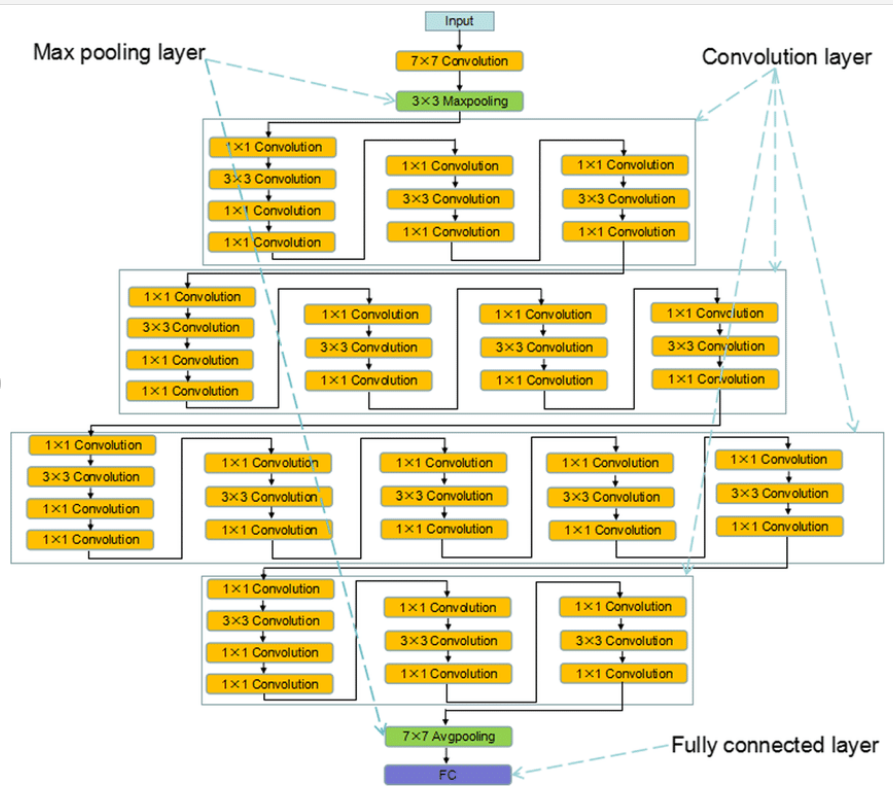 Input
Max pooling layer
7×7 Convolution
Convolution layer
3×3 Maxpooling
1×1 Convolution
3×3 Convolution
1×1 Convolution
1×1 Convolution
1×1 Convolution
3×3 Convolution
1×1 Convolution
1×1 Convolution
3×3 Convolution
1×1 Convolution
1×1 Convolution
3×3 Convolution
1×1 Convolution
1×1 Convolution
1×1 Convolution
3×3 Convolution
1×1 Convolution
1×1 Convolution
3×3 Convolution
1×1 Convolution
1×1 Convolution
3×3 Convolution
1×1 Convolution
1×1 Convolution
3×3 Convolution
1×1 Convolution
1×1 Convolution
1×1 Convolution
3×3 Convolution
1×1 Convolution
1×1 Convolution
3×3 Convolution
1×1 Convolution
1×1 Convolution
3×3 Convolution
1×1 Convolution
1×1 Convolution
3×3 Convolution
1×1 Convolution
1×1 Convolution
3×3 Convolution
1×1 Convolution
1×1 Convolution
1×1 Convolution
3×3 Convolution
1×1 Convolution
1×1 Convolution
3×3 Convolution
1×1 Convolution
7×7 Avgpooling
Fully connected layer
FC